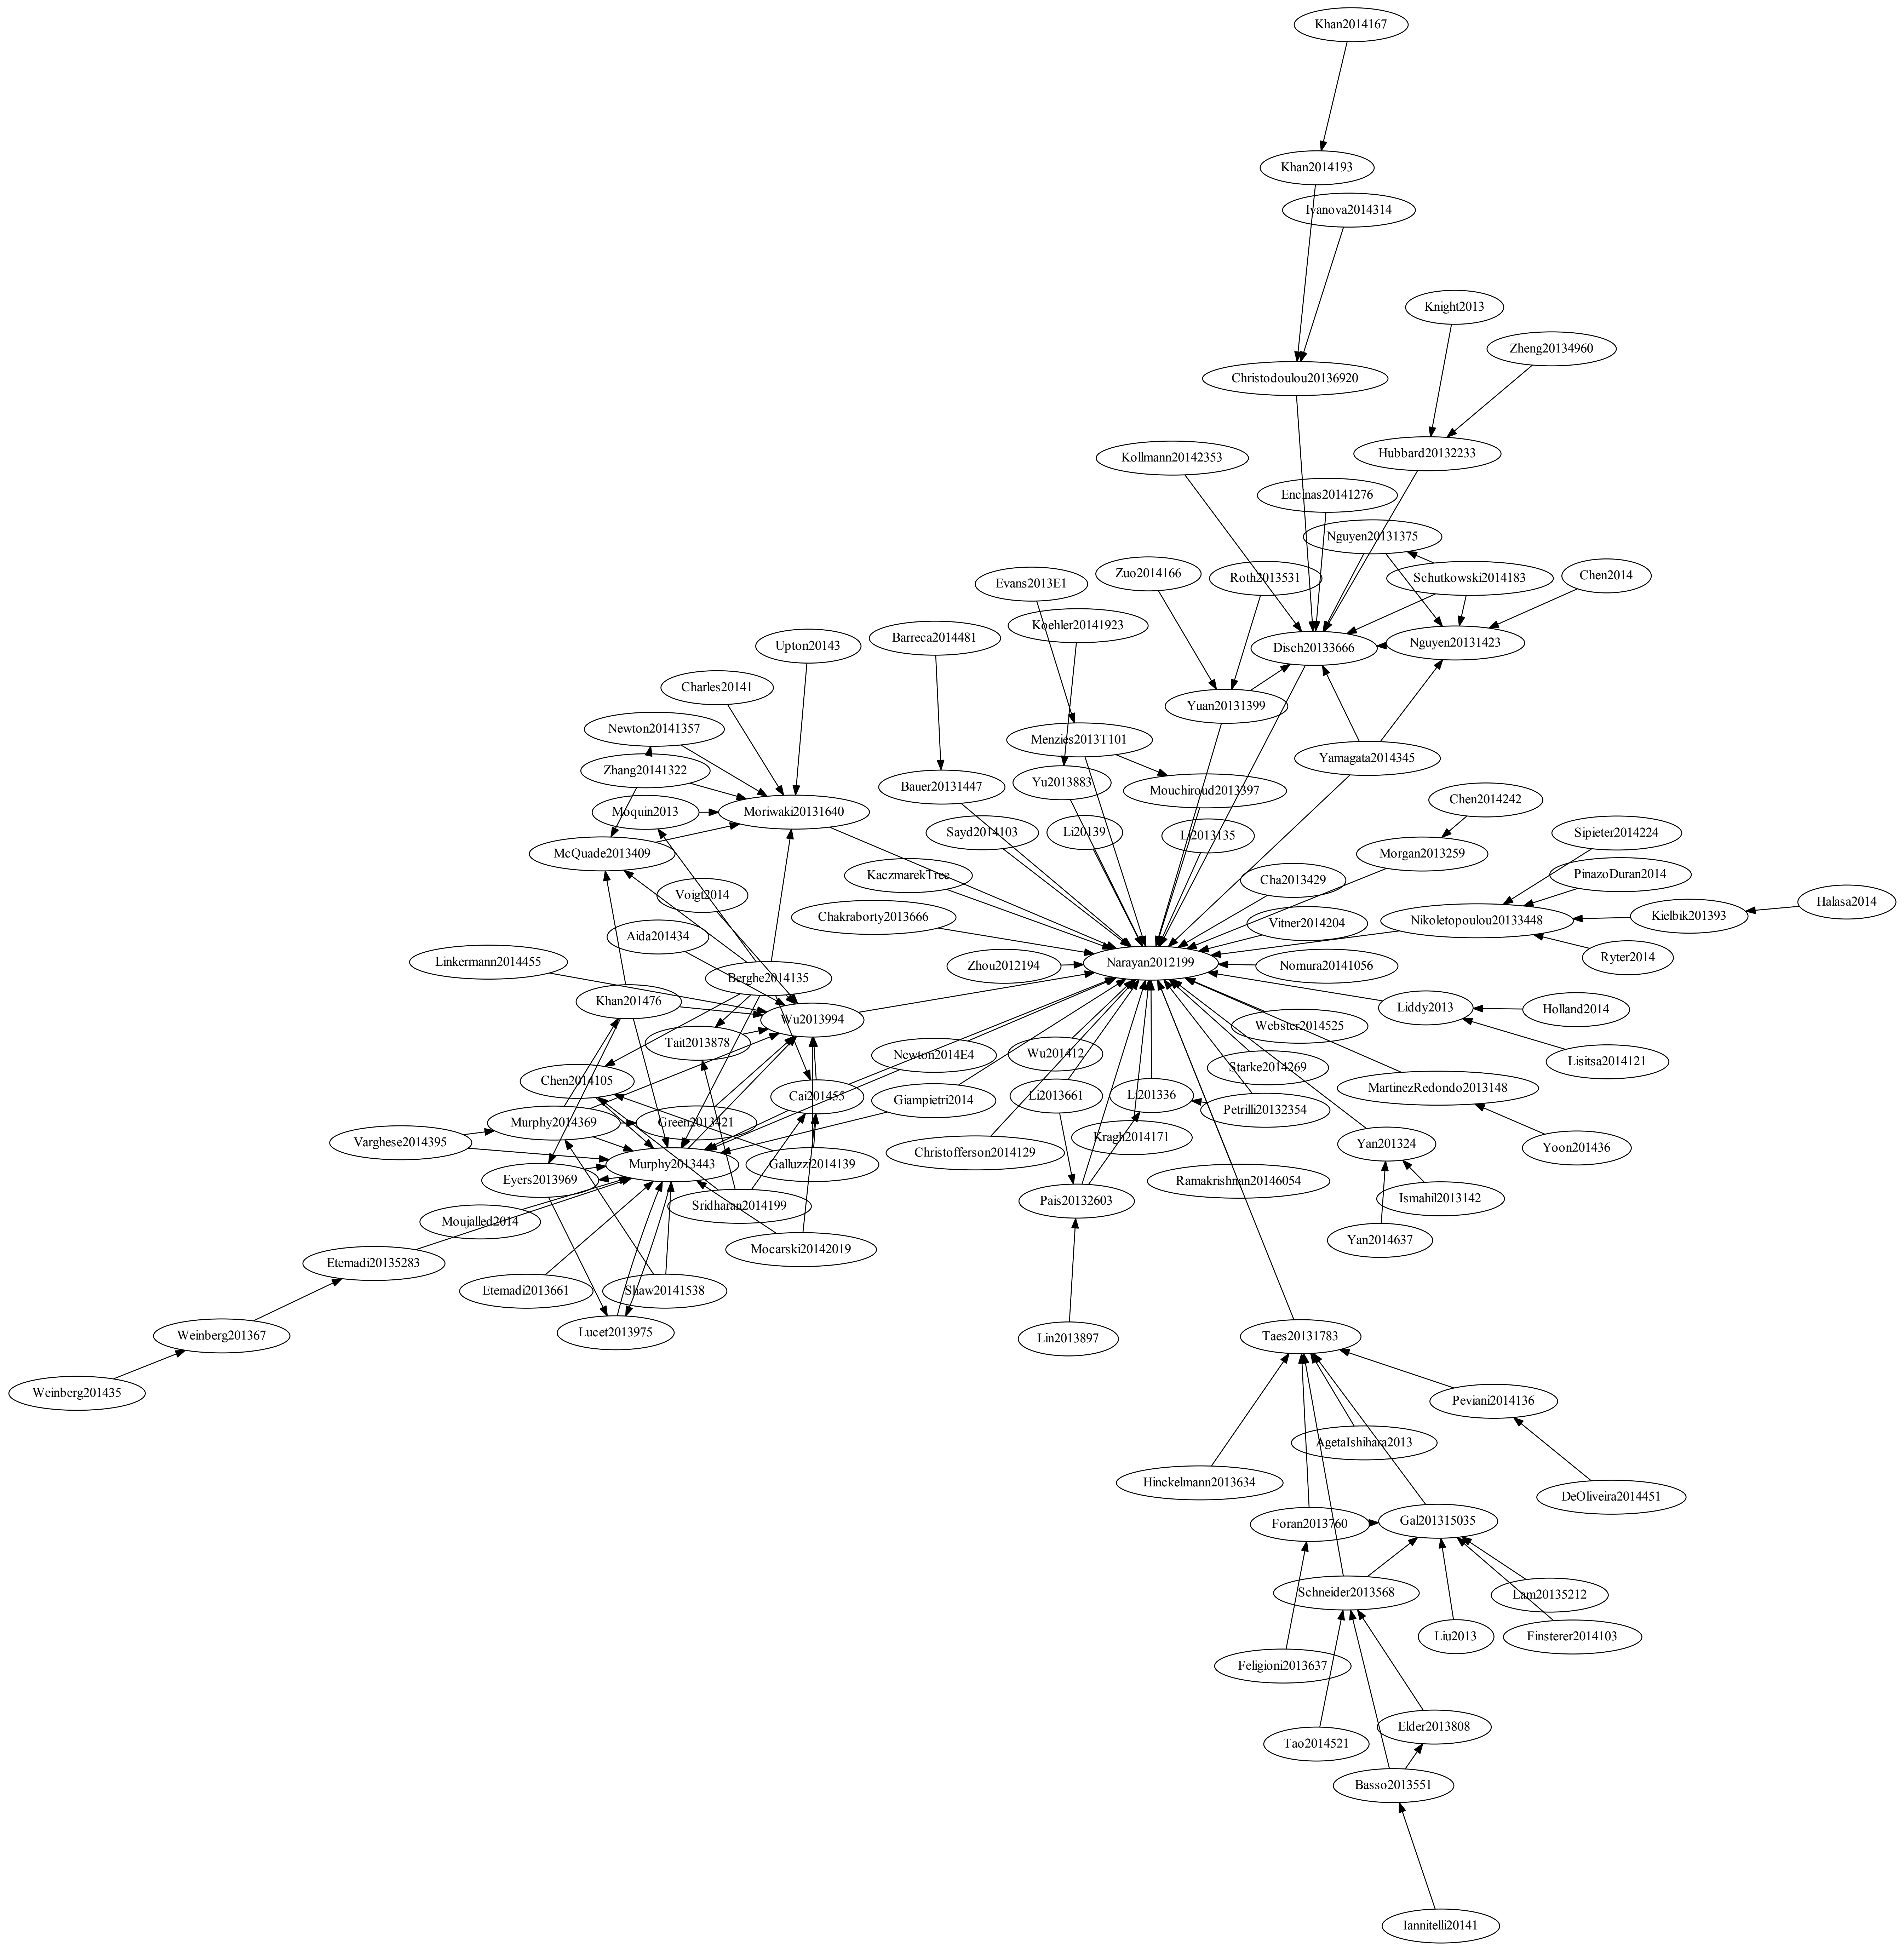 Khan2014167
Khan2014193
Ivanova2014314
Knight2013
Zheng20134960
Christodoulou20136920
Hubbard20132233
Kollmann20142353
Encinas20141276
Nguyen20131375
Evans2013E1
Zuo2014166
Roth2013531
Schutkowski2014183
Chen2014
Koehler20141923
Barreca2014481
Upton20143
Disch20133666
Nguyen20131423
Charles20141
Yuan20131399
Newton20141357
Menzies2013T101
Yamagata2014345
Zhang20141322
Yu2013883
Bauer20131447
Mouchiroud2013397
Chen2014242
Moquin2013
Moriwaki20131640
Sayd2014103
Li20139
Li2013135
Sipieter2014224
McQuade2013409
Morgan2013259
KaczmarekTree
Cha2013429
PinazoDuran2014
Voigt2014
Halasa2014
Chakraborty2013666
Vitner2014204
Nikoletopoulou20133448
Kielbik201393
Aida201434
Linkermann2014455
Zhou2012194
Narayan2012199
Nomura20141056
Ryter2014
Berghe2014135
Khan201476
Liddy2013
Holland2014
Wu2013994
Webster2014525
Tait2013878
Newton2014E4
Wu201412
Starke2014269
Lisitsa2014121
Chen2014105
MartinezRedondo2013148
Cai201455
Giampietri2014
Li2013661
Li201336
Petrilli20132354
Murphy2014369
Green2013421
Varghese2014395
Kragh2014171
Yan201324
Yoon201436
Christofferson2014129
Murphy2013443
Galluzzi2014139
Eyers2013969
Ramakrishnan20146054
Pais20132603
Ismahil2013142
Sridharan2014199
Moujalled2014
Yan2014637
Mocarski20142019
Etemadi20135283
Etemadi2013661
Shaw20141538
Lucet2013975
Weinberg201367
Lin2013897
Taes20131783
Weinberg201435
Peviani2014136
AgetaIshihara2013
Hinckelmann2013634
DeOliveira2014451
Foran2013760
Gal201315035
Schneider2013568
Lam20135212
Liu2013
Finsterer2014103
Feligioni2013637
Elder2013808
Tao2014521
Basso2013551
Iannitelli20141